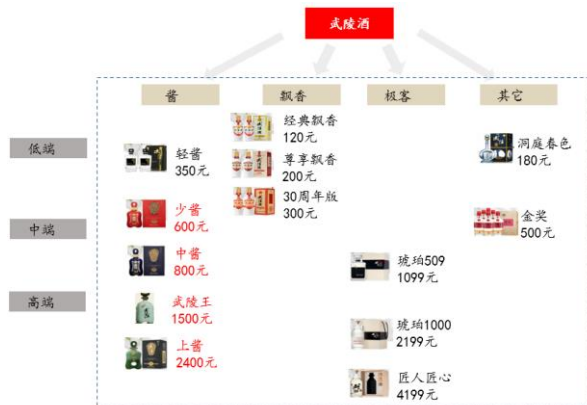 武陵酒
酱
飘香
极客
其它
低端
中端
高端
轻酱
350元
少酱
600元
中酱
800元
武陵王
1500元
上酱
2400元
经典飘香
120元
尊享飘香
200元
30周年版
300元
琥珀509
1099元
琥珀1000
2199元
匠人匠心
4199元
洞庭春色
180元
金奖
500元